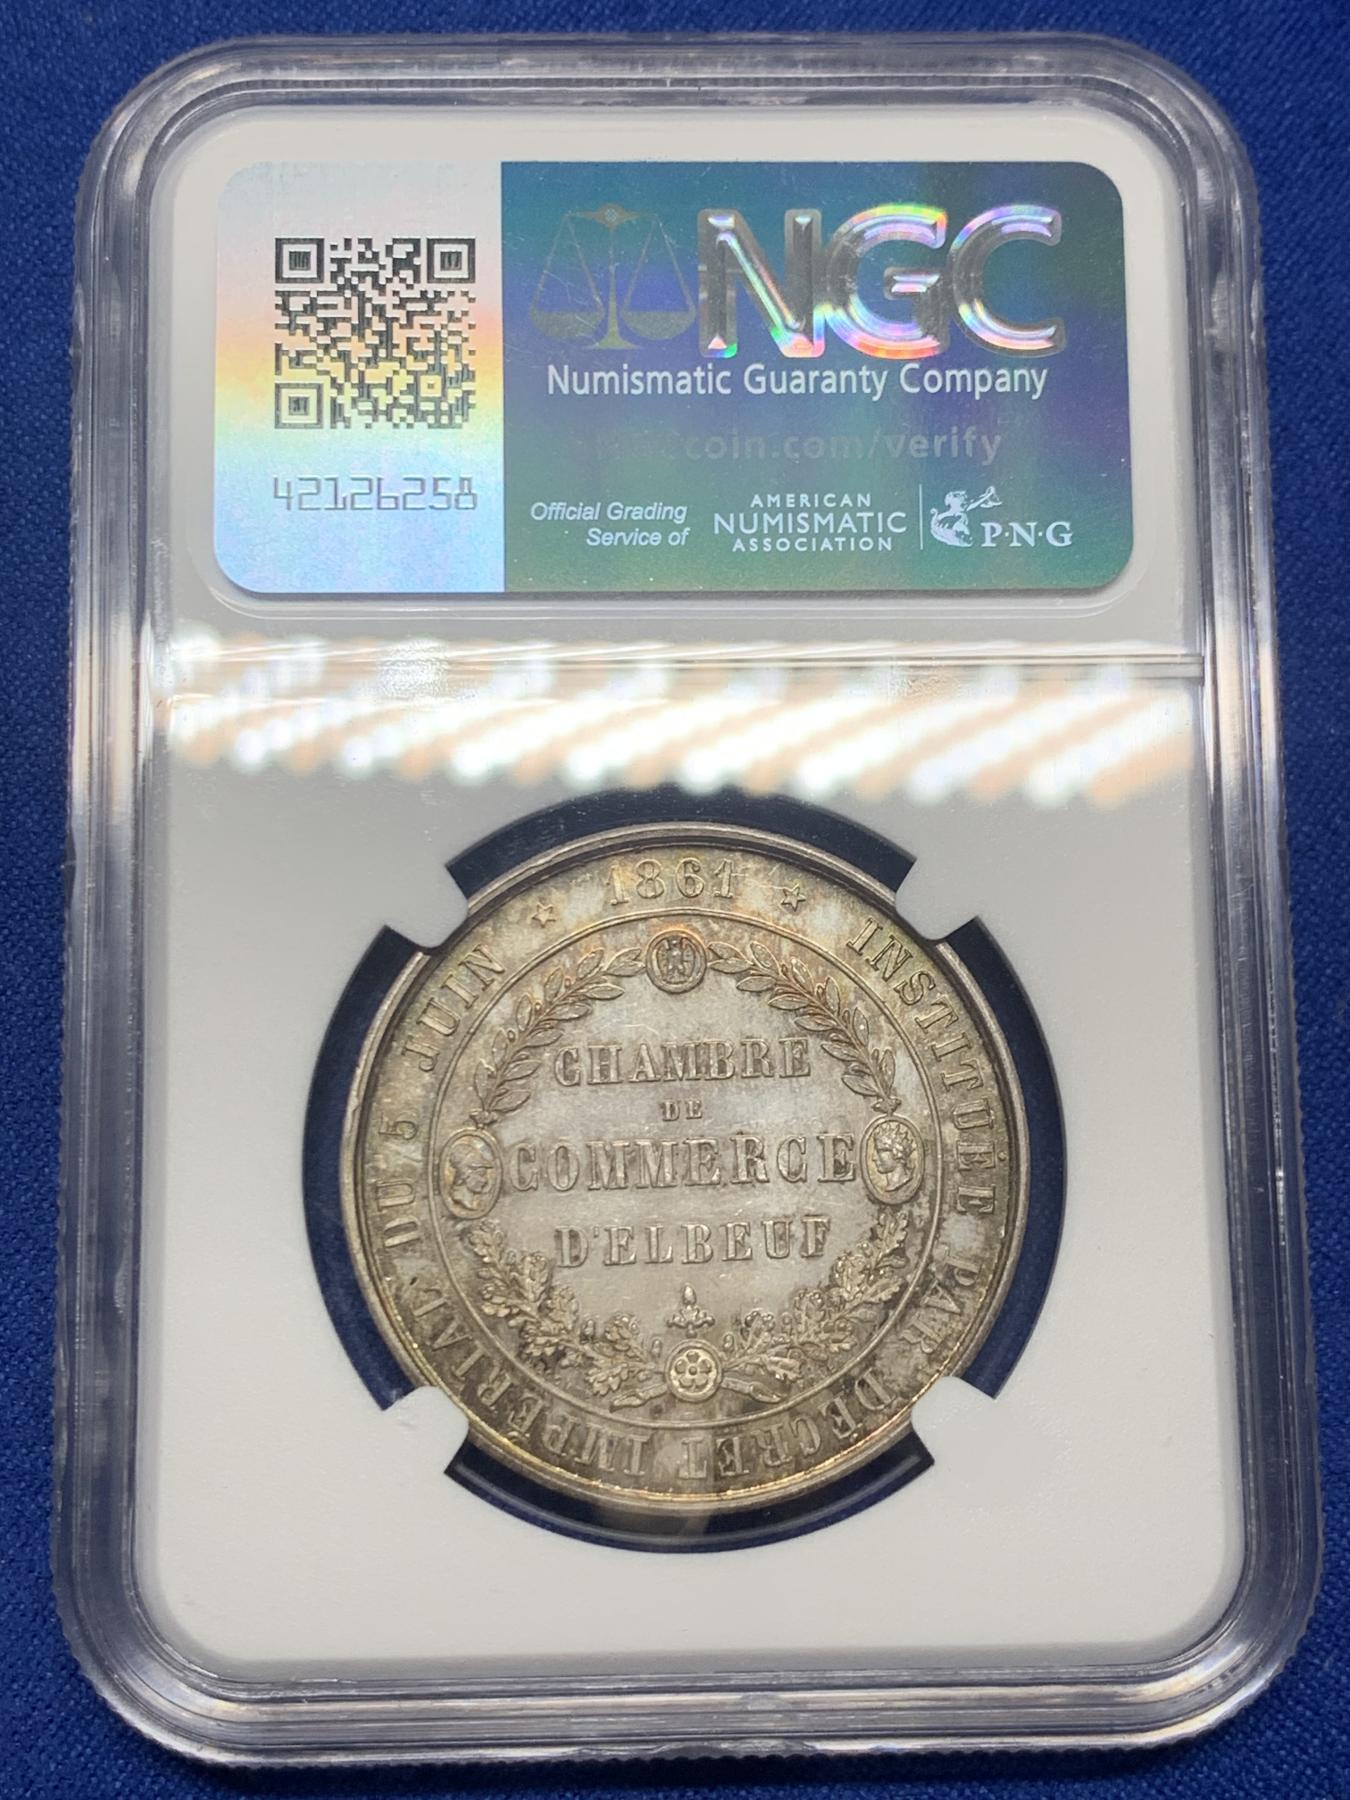 NGC
Numismatic Guaranty Company
coin.com/verify
42126258
Official Grading
Service of
AMERICAN
NUMISMATIC
ASSOCIATION
P·N·G
1861
INSTITUÉE PAR DÉCRET IMPÉRIAL DU 5 JUIN
CHAMBRE
DE
COMMERCE
D'ELBEUF